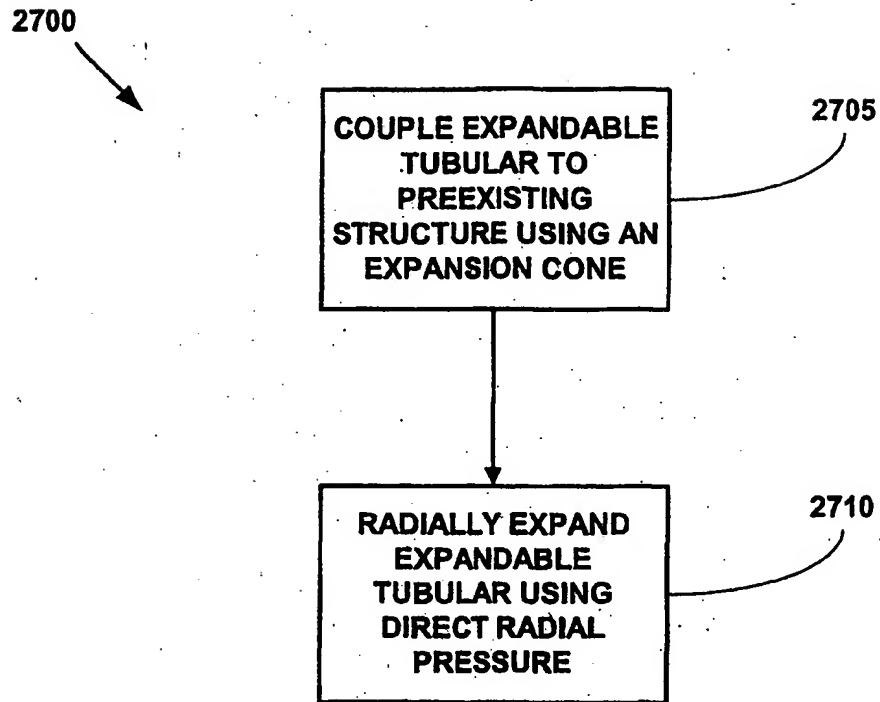 2700
COUPLE EXPANDABLE
TUBULAR TO
PREEXISTING
STRUCTURE USING AN
EXPANSION CONE
2705
RADIALLY EXPAND
EXPANDABLE
TUBULAR USING
DIRECT RADIAL
PRESSURE
2710